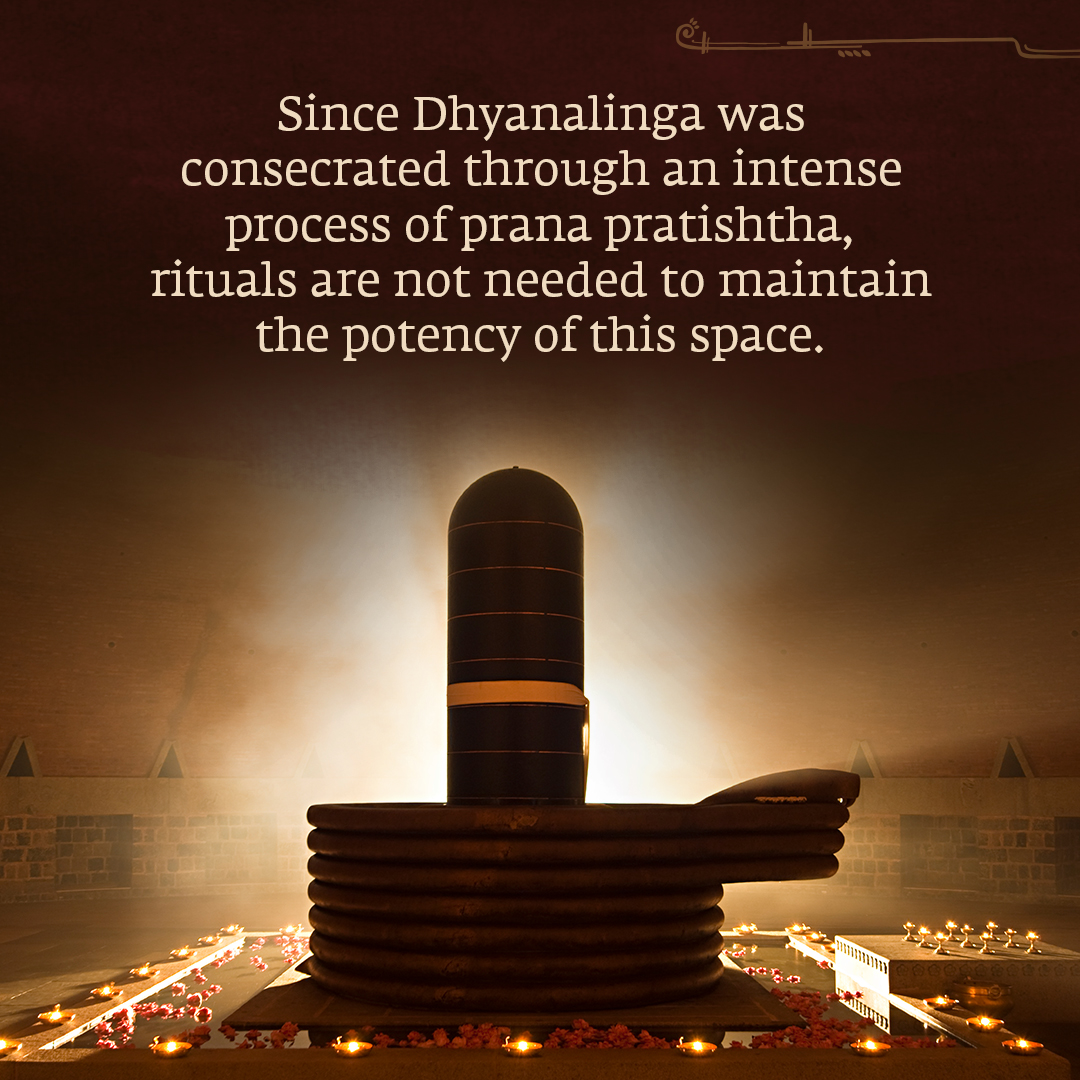 Since Dhyanalinga was
consecrated through an intense
process of prana pratishtha,
rituals are not needed to maintain
the potency of this space.